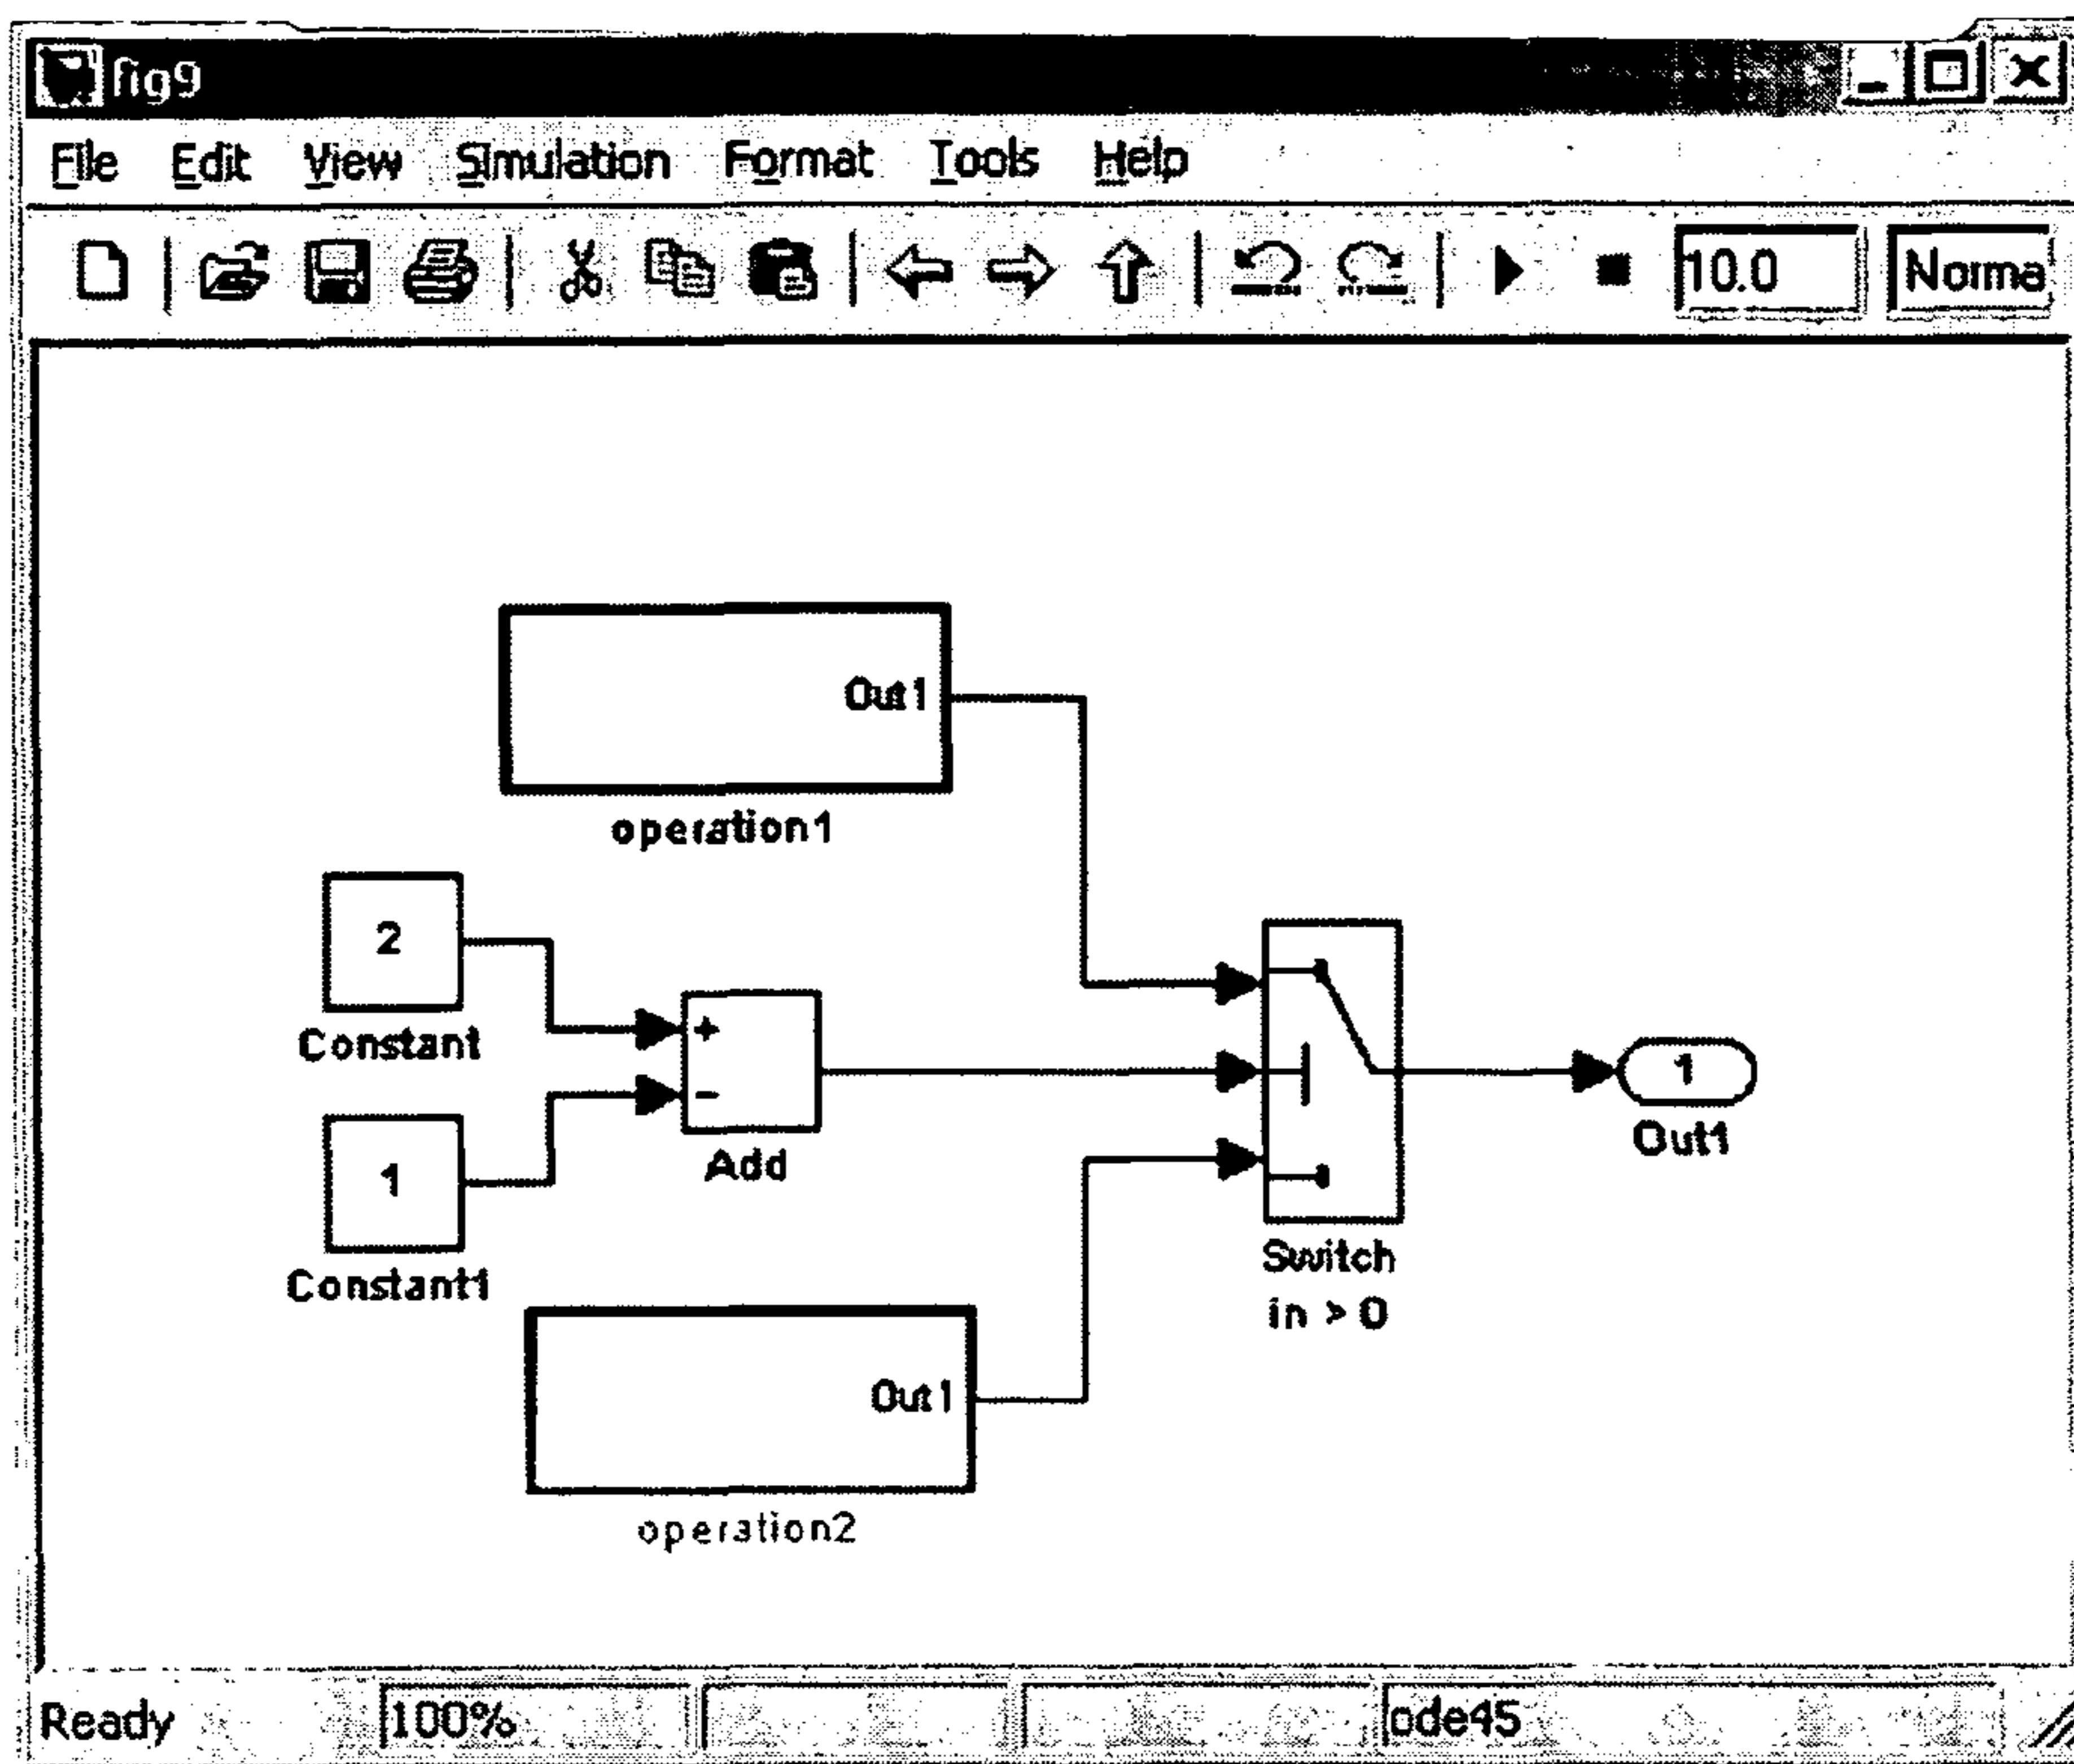 fig9
File Edit View Simulation Format Tools Help
10.0 Norma
Out1
operation1
2
Constant
+
-
Add
1
Constant1
Switch
in > 0
1
Out1
Out1
operation2
Ready 100% ode45